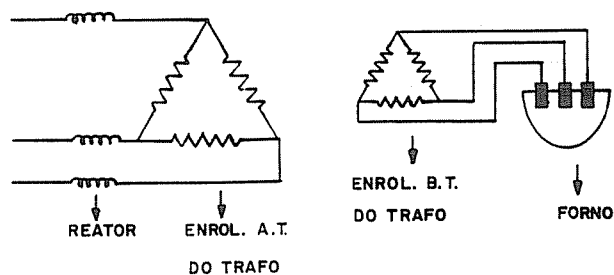 REATOR
ENROL. A.T.
DO TRAFO
ENROL. B.T.
DO TRAFO
FORNO